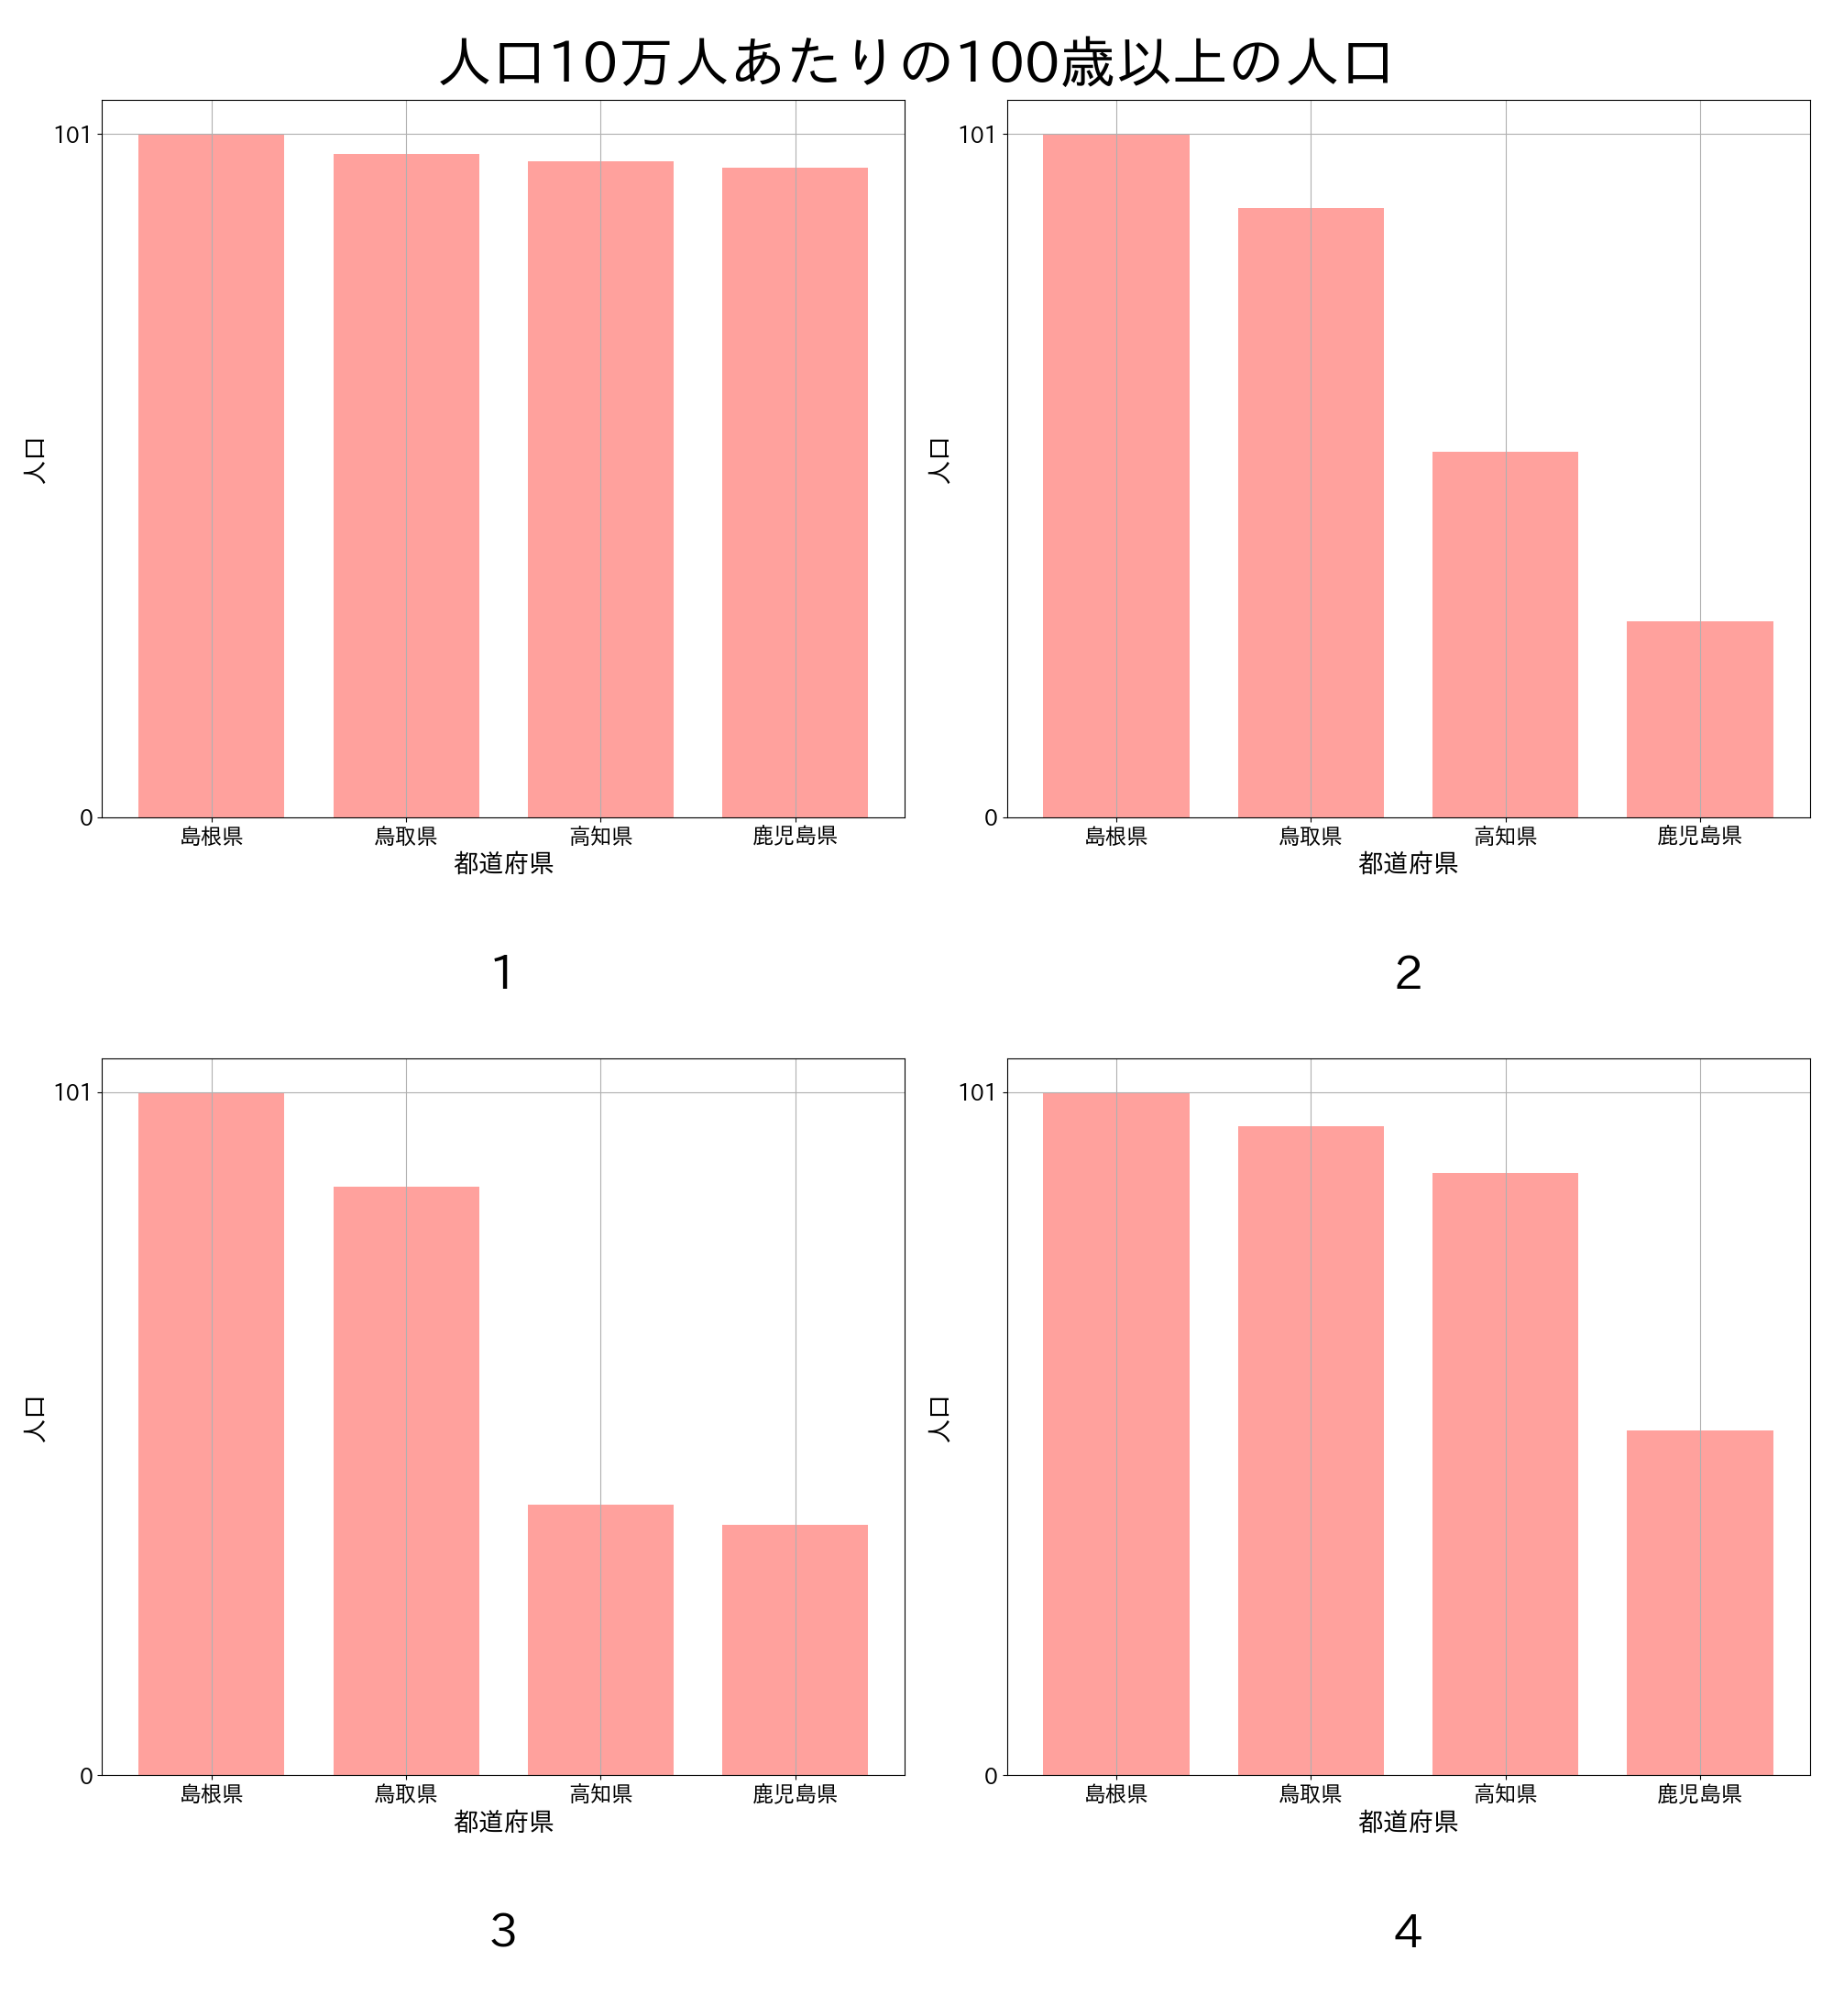 人口10万人あたりの100歳以上の人口
101
0
人口
島根県 鳥取県 高知県 鹿児島県
都道府県
1
101
0
人口
島根県 鳥取県 高知県 鹿児島県
都道府県
2
101
0
人口
島根県 鳥取県 高知県 鹿児島県
都道府県
3
101
0
人口
島根県 鳥取県 高知県 鹿児島県
都道府県
4